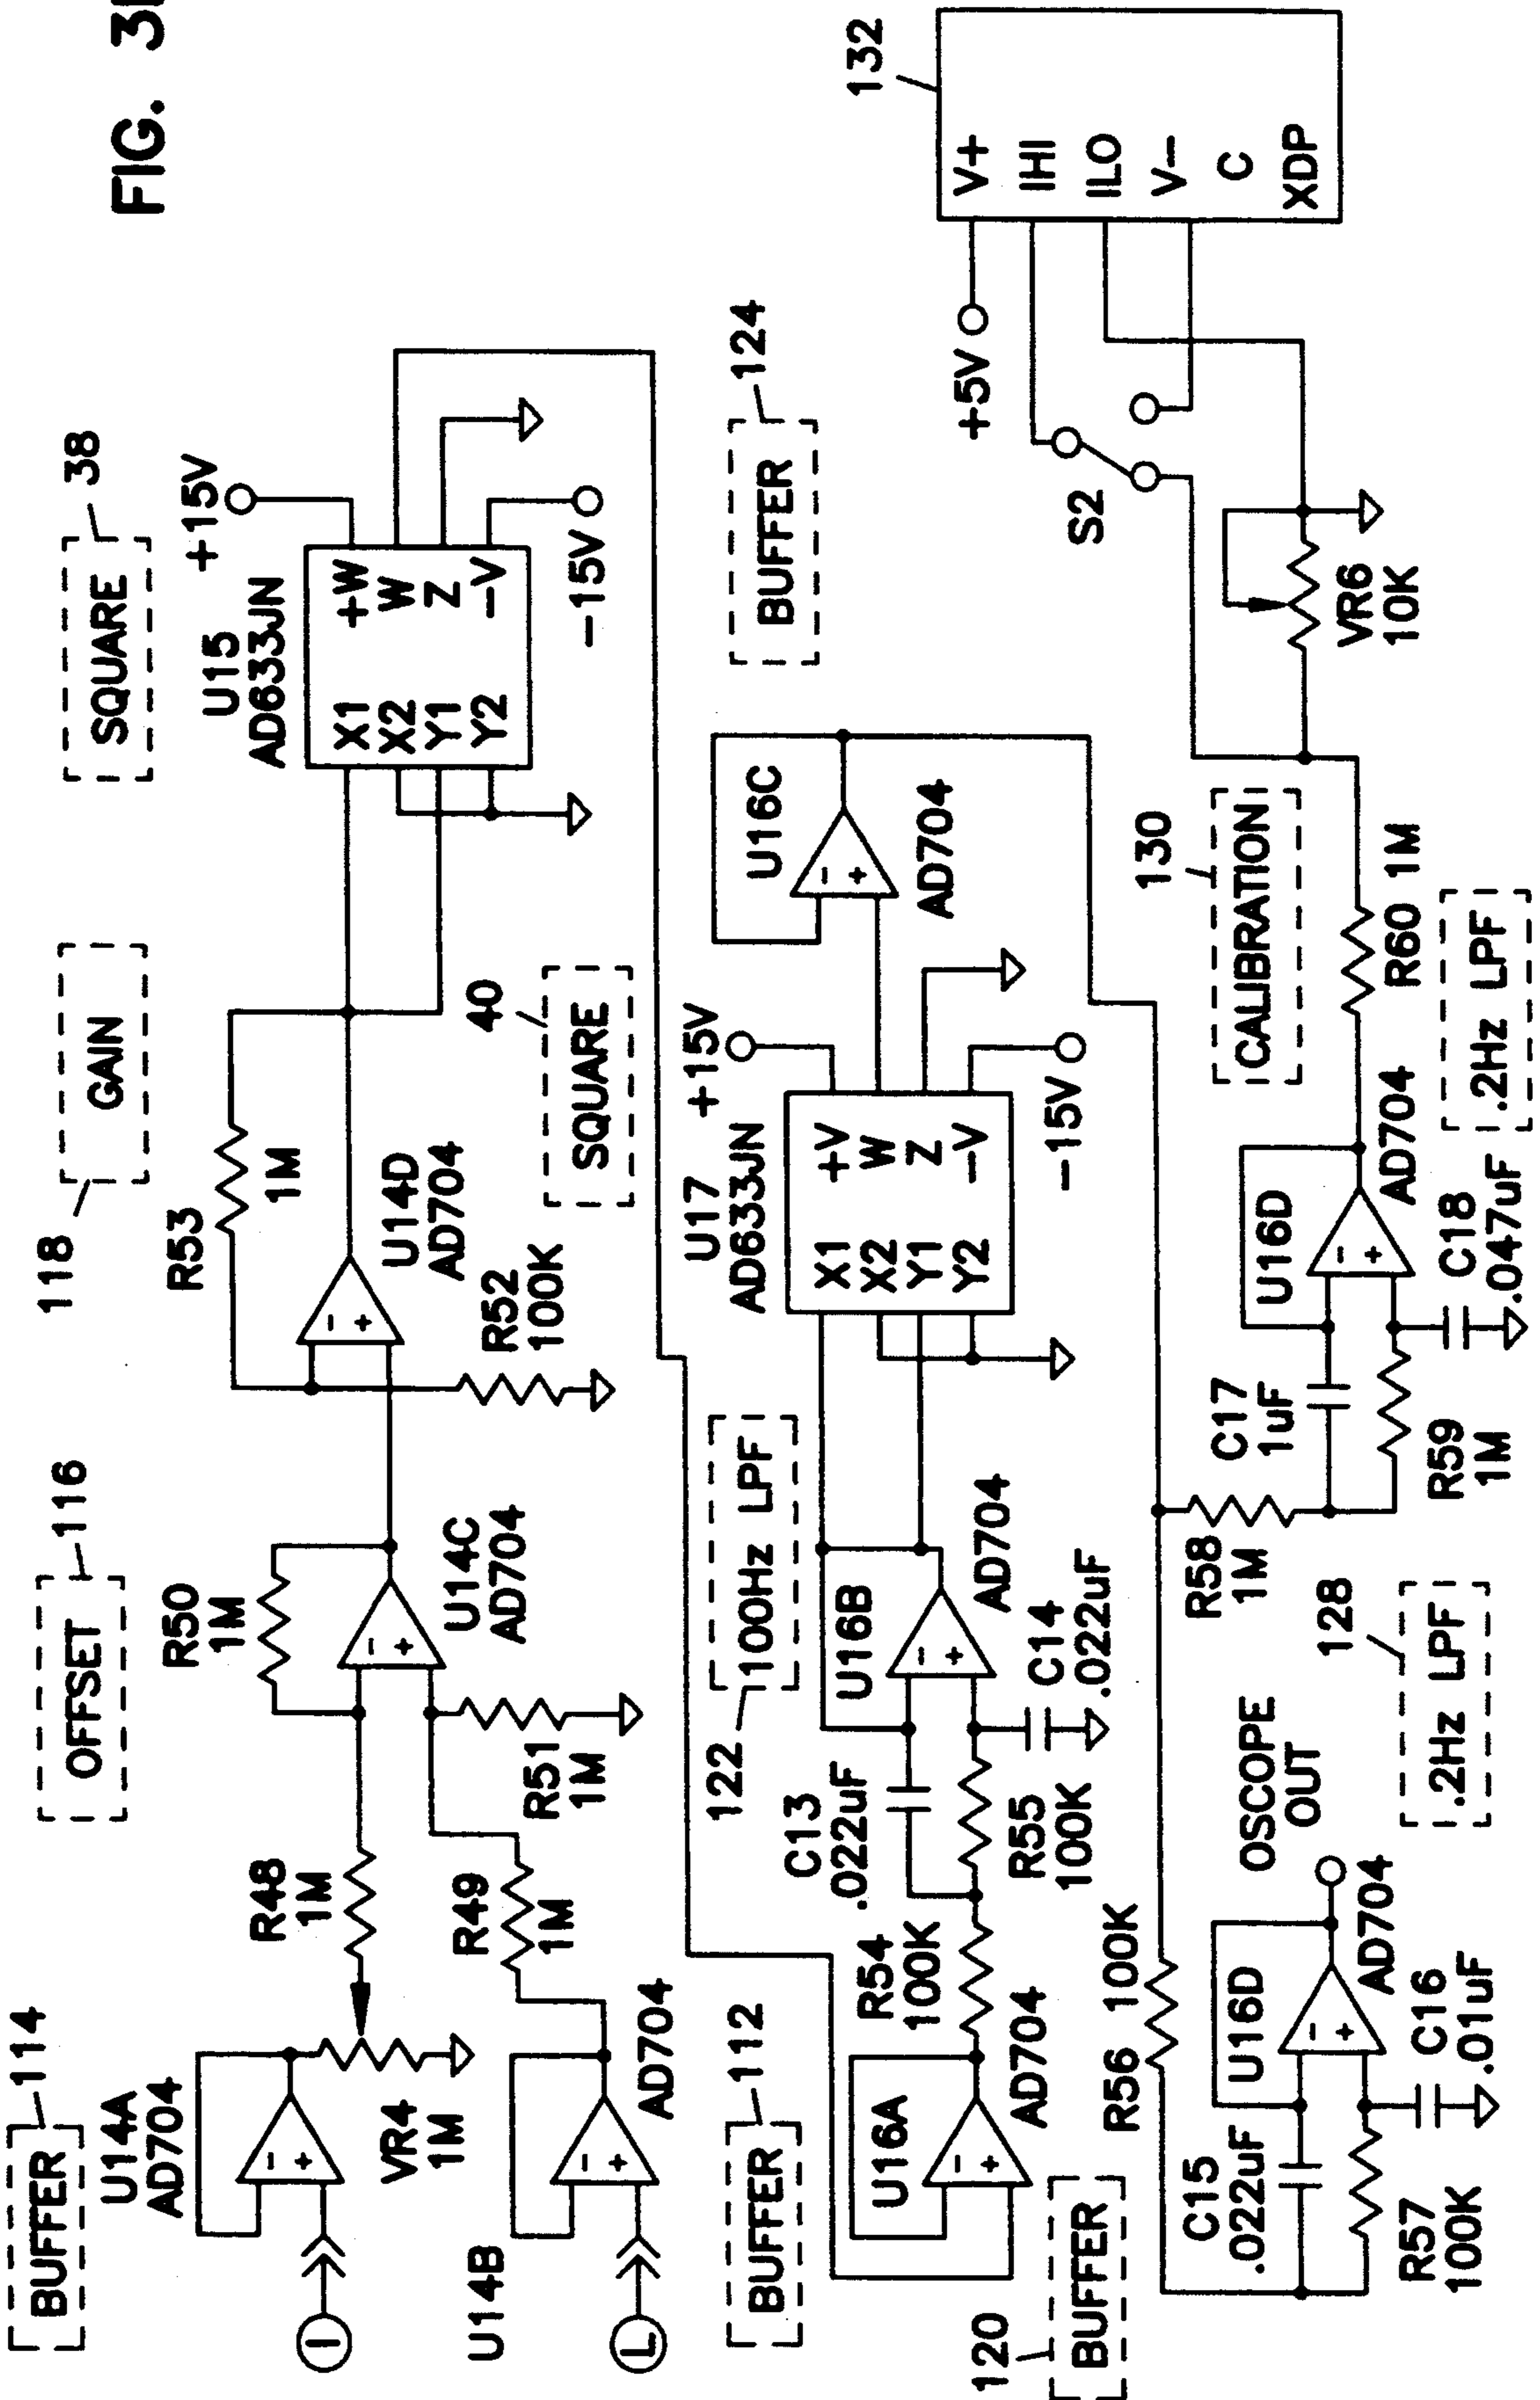 FIG. 3
BUFFER
114
OFFSET
116
118
GAIN
SQUARE
38
U14A
AD704
R50
1M
R53
1M
+15V
U15
AD633JN
X1
X2
Y1
Y2
+W
W
Z
-V
-15V
VR4
1M
R48
1M
R49
1M
R51
1M
U14C
AD704
U14D
AD704
R52
100K
40
SQUARE
I
U14B
AD704
L
BUFFER
112
122
100Hz LPF
U17
AD633JN
+15V
BUFFER
124
X1
X2
Y1
Y2
+V
W
Z
-V
-15V
U16C
AD704
C13
.022uF
U16B
AD704
U16A
AD704
R54
100K
R55
100K
C14
.022uF
120
BUFFER
132
V+
IHI
ILO
V-
C
XDP
+5V
S2
R56 100K
R58
1M
130
CALIBRATION
VR6
10K
C15
.022uF
U16D
AD704
OSCOPE
OUT
C17
1uF
U16D
AD704
R60 1M
R57
100K
C16
.01uF
128
.2Hz LPF
R59
1M
C18
.047uF
.2Hz LPF